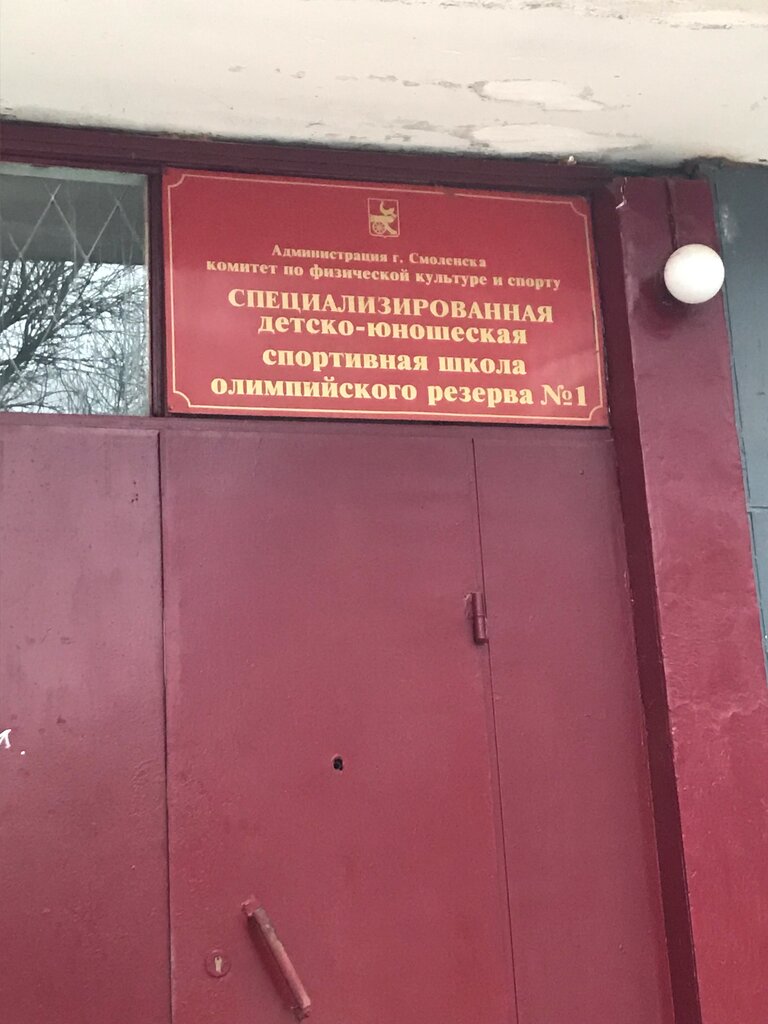 Администрация г. Смоленска
комитет по физической культуре и спорту
СПЕЦИАЛИЗИРОВАННАЯ
детско-юношеская
спортивная школа
олимпийского резерва №1